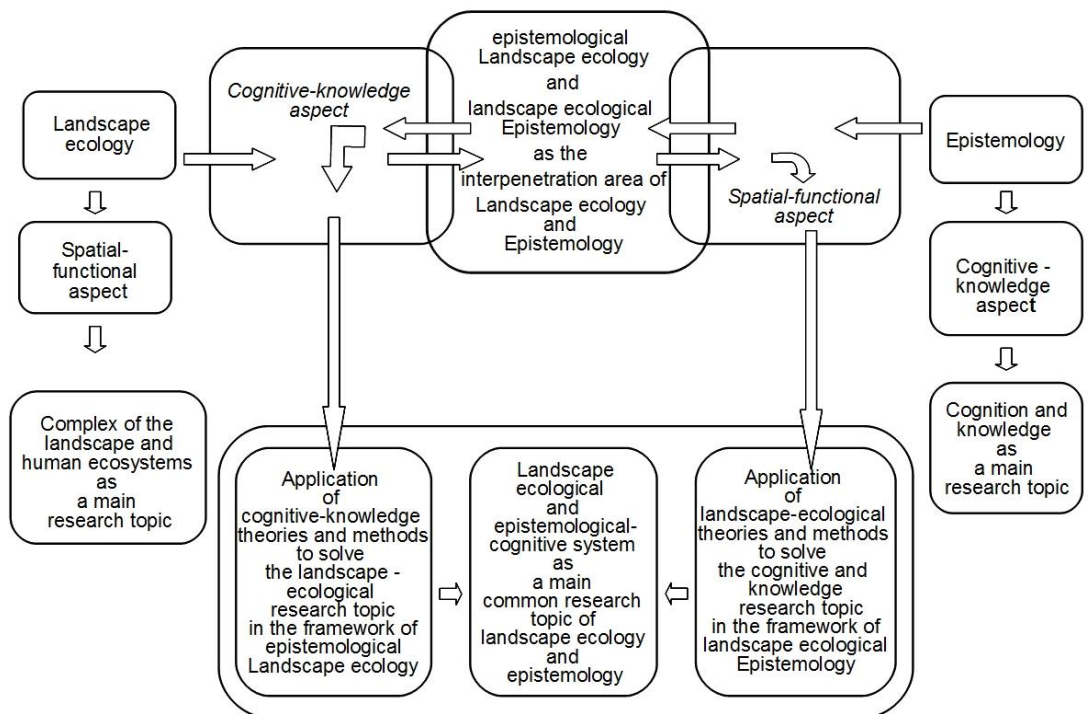 Landscape
ecology
Spatial-
functional
aspect
Complex of the
landscape and
human ecosystems
as
a main
research topic
Cognitive-knowledge
aspect
epistemological
Landscape ecology
and
landscape ecological
Epistemology
as the
interpenetration area of
Landscape ecology
and
Epistemology
Spatial-functional
aspect
Epistemology
Cognitive -
knowledge
aspect
Cognition and
knowledge
as
a main
research topic
Application
of
cognitive-knowledge
theories and methods
to solve
the landscape -
ecological
research topic
in the framework of
epistemological
Landscape ecology
Landscape
ecological
and
epistemological-
cognitive system
as
a main
common research
topic of
landscape ecology
and
epistemology
Application
of
landscape-ecological
theories and methods
to solve
the cognitive and
knowledge
research topic
in the framework of
landscape ecological
Epistemology